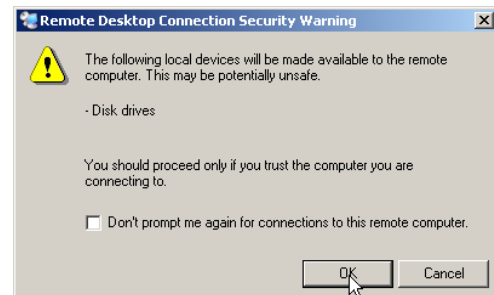 Remote Desktop Connection Security Warning
The following local devices will be made available to the remote
computer. This may be potentially unsafe.
- Disk drives
You should proceed only if you trust the computer you are
connecting to.
Don't prompt me again for connections to this remote computer.
OK
Cancel